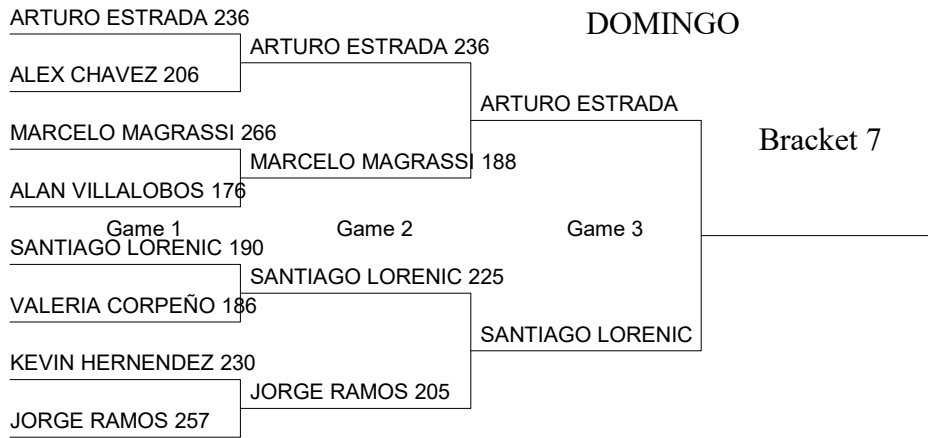 DOMINGO
Bracket 7
ARTURO ESTRADA 236
ALEX CHAVEZ 206
MARCELO MAGRASSI 266
ALAN VILLALOBOS 176
Game 1
SANTIAGO LORENIC 190
VALERIA CORPEÑO 186
KEVIN HERNENDEZ 230
JORGE RAMOS 257
ARTURO ESTRADA 236
MARCELO MAGRASSI 188
Game 2
SANTIAGO LORENIC 225
JORGE RAMOS 205
ARTURO ESTRADA
Game 3
SANTIAGO LORENIC